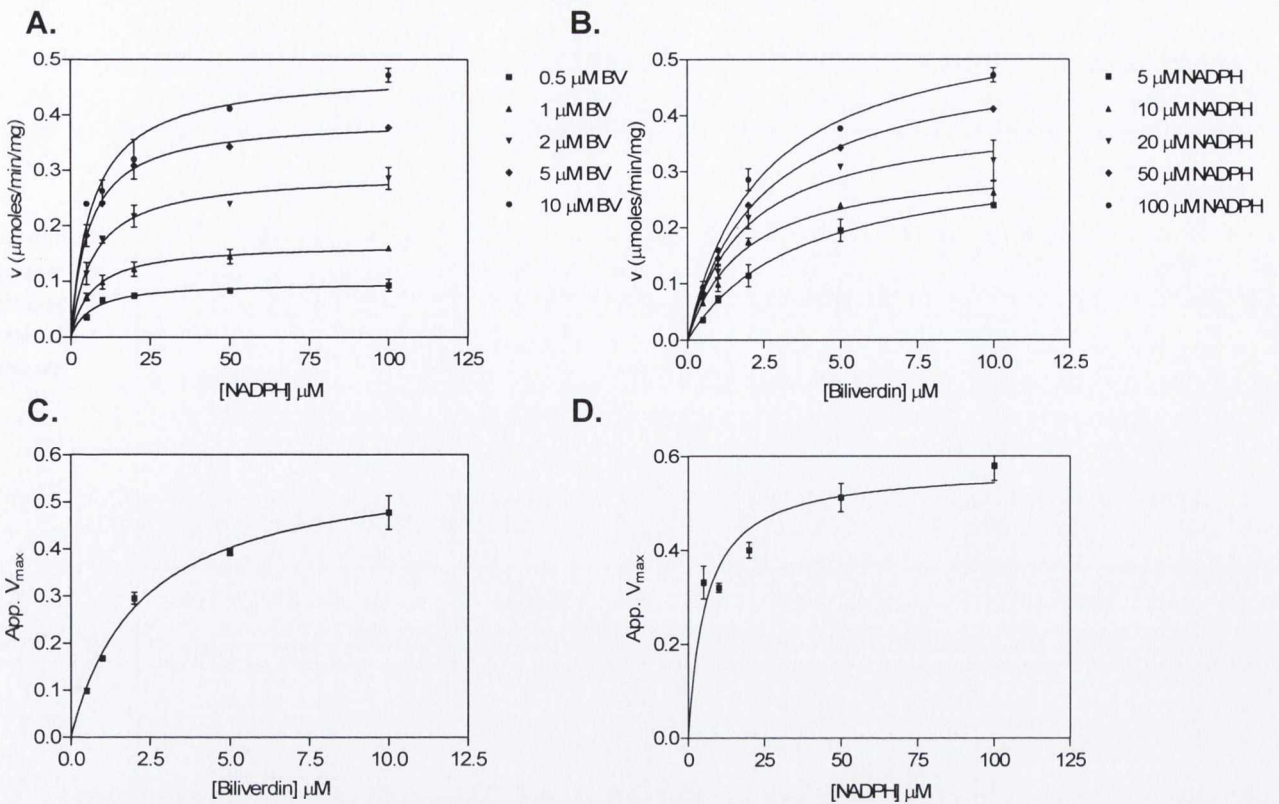 A.
0.5
0.4
0.3
0.2
0.1
0.0
v (µmoles/min/mg)
0
25
50
100
125
[NADPH] µM
0.5 µM BV
1 µM BV
2 µM BV
5 µM BV
10 µM BV
B.
0.5
0.4
0.3
0.2
0.1
0.0
v (µmoles/min/mg)
0.0
2.5
5.0
7.5
10.0
12.5
[Biliverdin] µM
5 µM NADPH
10 µM NADPH
20 µM NADPH
50 µM NADPH
100 µM NADPH
C.
0.6
0.5
0.4
0.3
0.2
0.1
0.0
App. Vmax
0.0
2.5
5.0
7.5
10.0
12.5
[Biliverdin] µM
D.
0.6
0.4
0.2
0.0
App. Vmax
0
25
50
75
100
125
[NADPH] µM